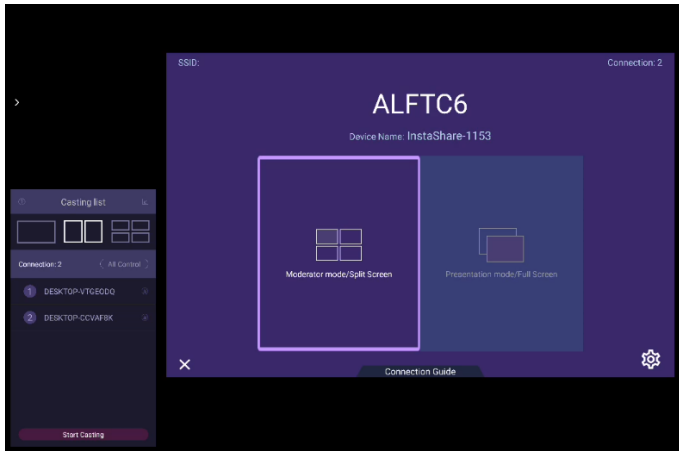 SSID:
Connection: 2
ALFTC6
Device Name: InstaShare-1153
Casting list
Connection: 2
All Control
1 DESKTOP-VTGEODQ
2 DESKTOP-CCVAF8K
Moderator mode/Split Screen
Presentation mode/Full Screen
Connection Guide
Start Casting